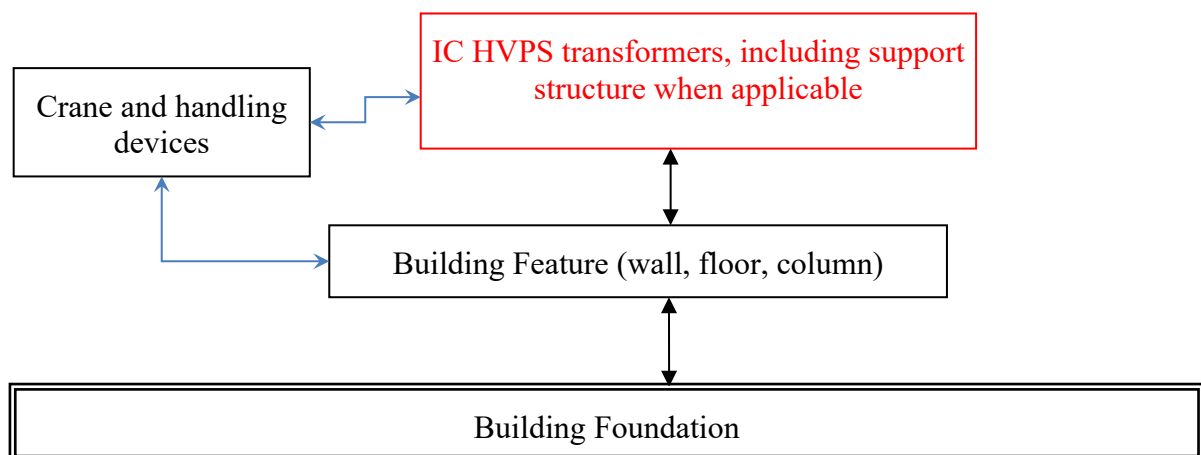 IC HVPS transformers, including support
structure when applicable
Crane and handling
devices
Building Feature (wall, floor, column)
Building Foundation